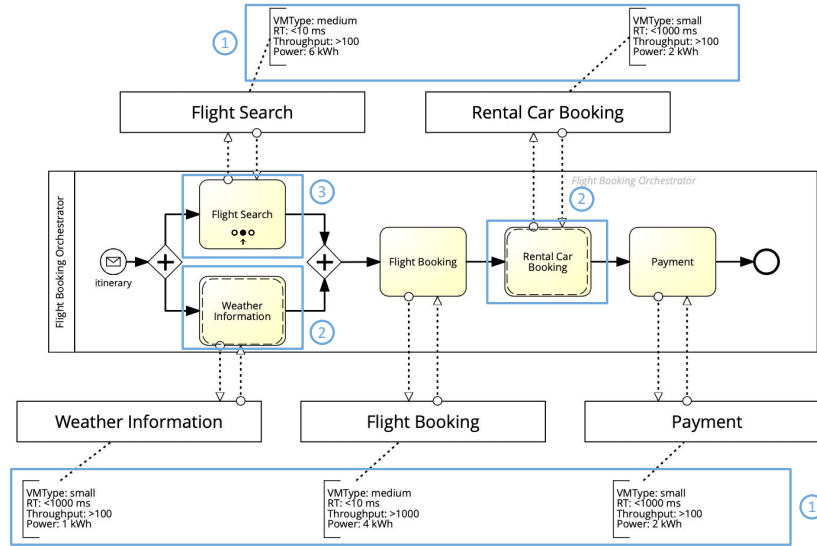 VMType: medium
RT: <10 ms
Throughput: >100
Power: 6 kWh
VMType: small
RT: <1000 ms
Throughput: >100
Power: 2 kWh
1
Flight Search
Rental Car Booking
Flight Booking Orchestrator
Flight Booking Orchestrator
3
2
Flight Search
itinerary
Weather
Information
2
Flight Booking
Rental Car
Booking
Payment
Weather Information
Flight Booking
Payment
VMType: small
RT: <1000 ms
Throughput: >100
Power: 1 kWh
VMType: medium
RT: <10 ms
Throughput: >1000
Power: 4 kWh
VMType: small
RT: <1000 ms
Throughput: >100
Power: 2 kWh
1